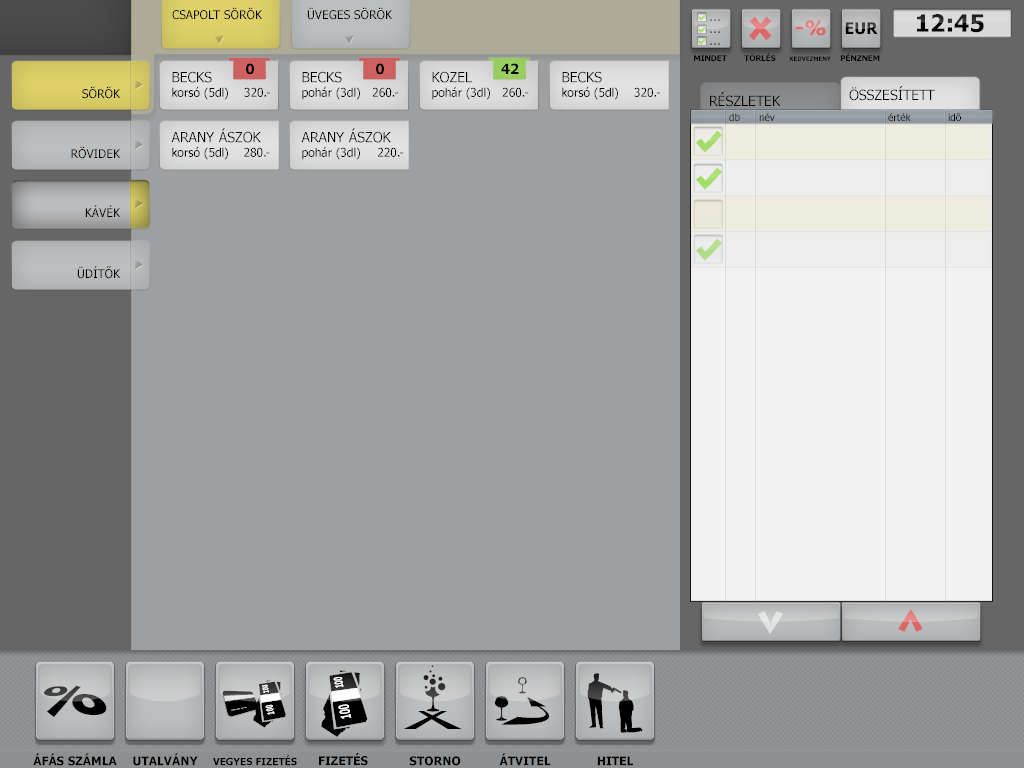 CSAPOLT SÖRÖK
ÜVEGES SÖRÖK
SÖRÖK
RÖVIDEK
KÁVÉK
ÜDÍTŐK
BECKS 0
korsó (5dl) 320.-
BECKS 0
pohár (3dl) 260.-
KOZEL 42
pohár (3dl) 260.-
BECKS
korsó (5dl) 320.-
ARANY ÁSZOK
korsó (5dl) 280.-
ARANY ÁSZOK
pohár (3dl) 220.-
MINDET
TÖRLÉS
-%
KEDVEZMENY
EUR
PÉNZNEM
12:45
RÉSZLETEK
ÖSSZESÍTETT
db név érték idő
%
ÁFÁS SZÁMLA
UTALVÁNY
100
VEGYES FIZETÉS
100
100
FIZETÉS
STORNO
ÁTVITEL
HITEL